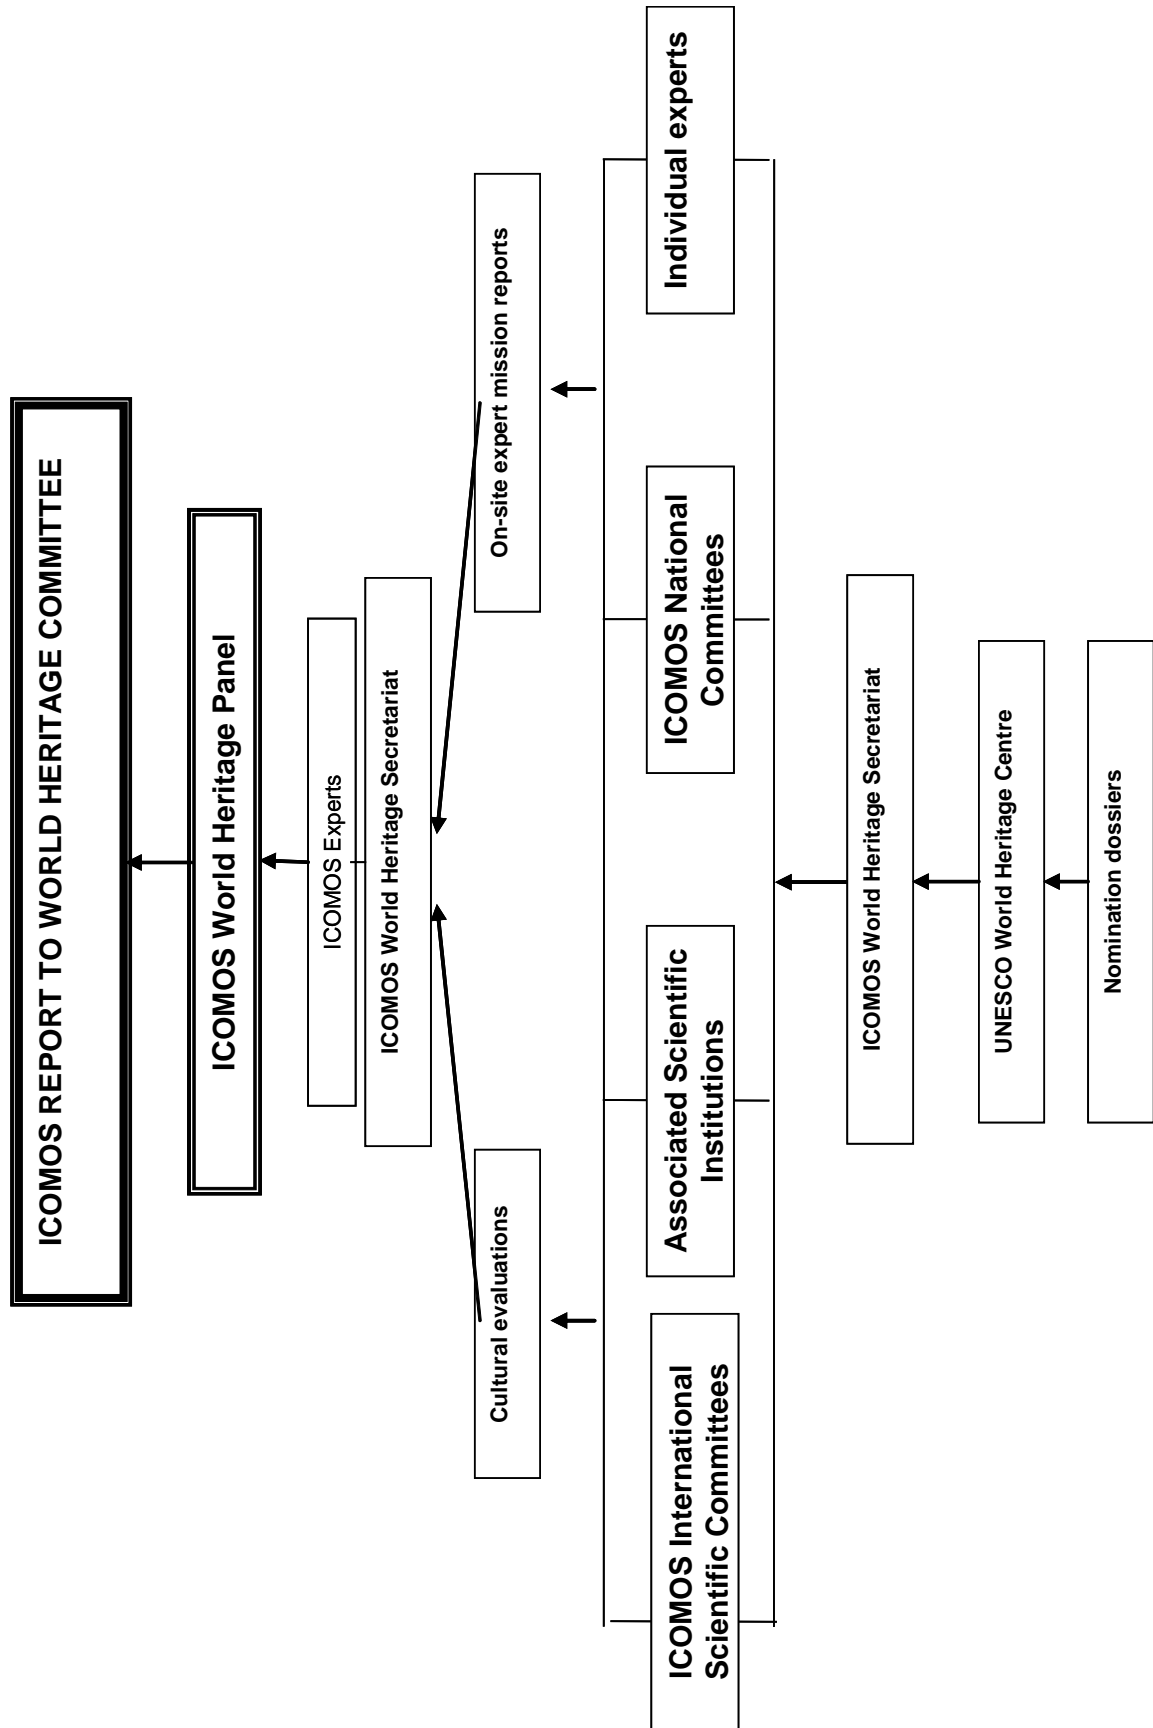 ICOMOS REPORT TO WORLD HERITAGE COMMITTEE
ICOMOS World Heritage Panel
ICOMOS Experts
ICOMOS World Heritage Secretariat
Cultural evaluations
On-site expert mission reports
ICOMOS International
Scientific Committees
Associated Scientific
Institutions
ICOMOS National
Committees
Individual experts
ICOMOS World Heritage Secretariat
UNESCO World Heritage Centre
Nomination dossiers